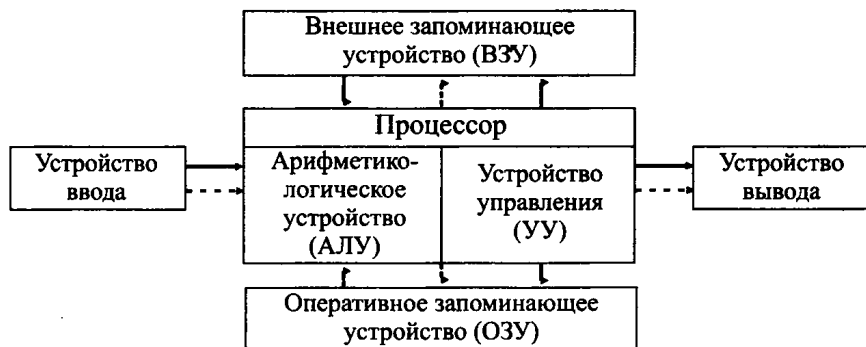 Внешнее запоминающее
устройство (ВЗУ)
Процессор
Устройство
ввода
Арифметико-
логическое
устройство
(АЛУ)
Устройство
управления
(УУ)
Устройство
вывода
Оперативное запоминающее
устройство (ОЗУ)